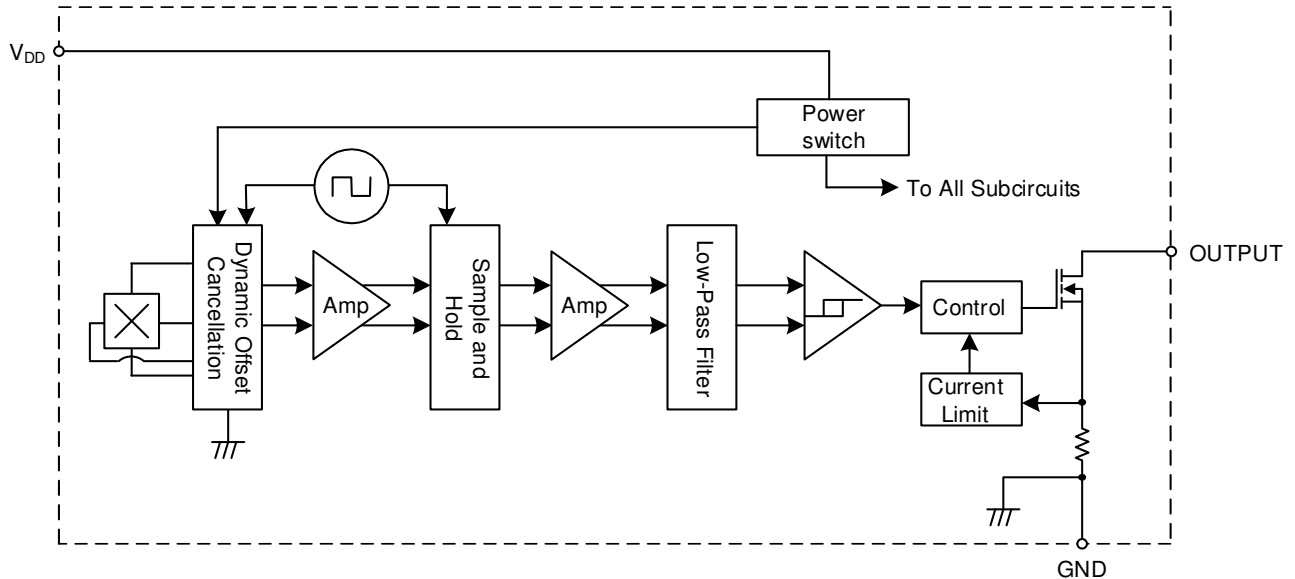 VDD
Power
switch
To All Subcircuits
OUTPUT
Dynamic Offset
Cancellation
Amp
Sample and
Hold
Amp
Low-Pass Filter
Control
Current
Limit
GND